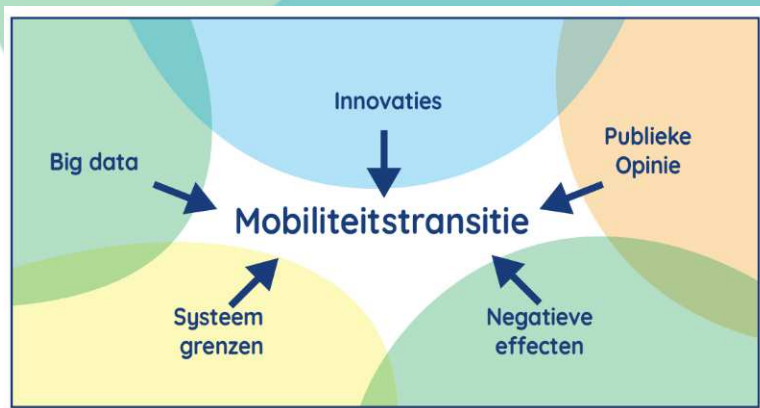 Innovaties
Big data
Publieke
Opinie
Mobiliteitstransitie
Systeem
grenzen
Negatieve
effecten